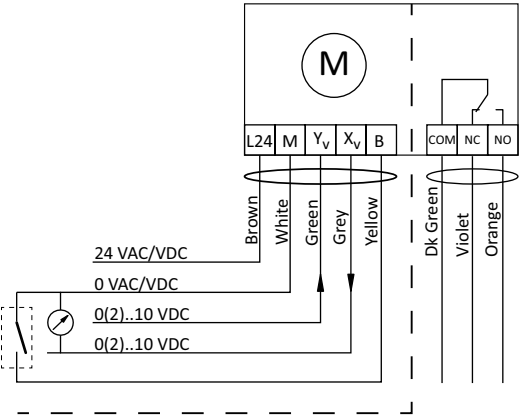 M
L24 M Yv Xv B COM NC NO
Brown White Green Grey Yellow Dk Green Violet Orange
24 VAC/VDC
0 VAC/VDC
0(2)..10 VDC
0(2)..10 VDC